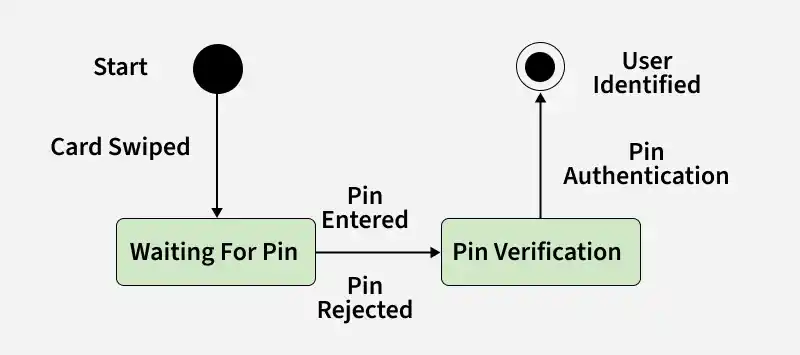 Start
User
Identified
Card Swiped
Pin
Authentication
Pin
Entered
Waiting For Pin
Pin Verification
Pin
Rejected